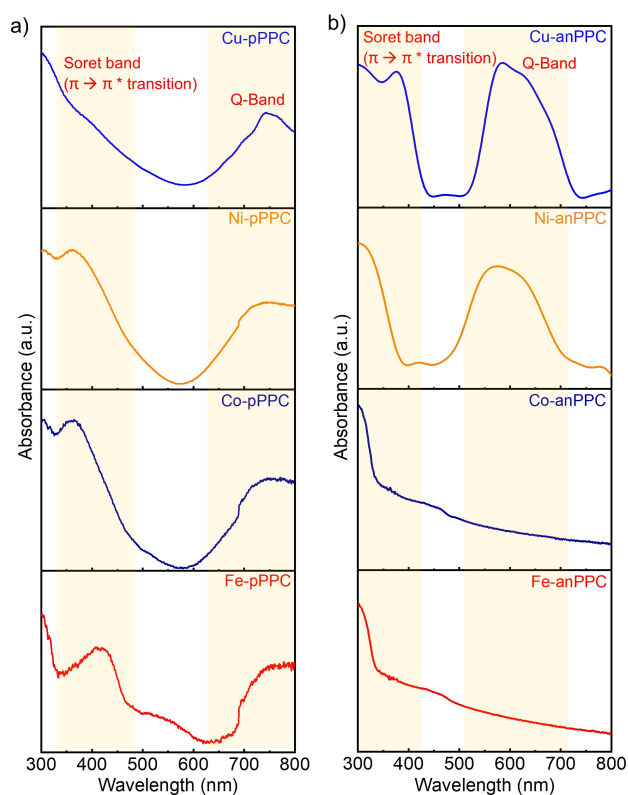 a)
Cu-pPPC
Soret band
(π → π * transition)
Q-Band
Ni-pPPC
Co-pPPC
Fe-pPPC
Absorbance (a.u.)
300 400 500 600 700 800
Wavelength (nm)
b)
Soret band
Cu-anPPC
(π → π * transition)
Q-Band
Ni-anPPC
Co-anPPC
Fe-anPPC
Absorbance (a.u.)
300 400 500 600 700 800
Wavelength (nm)